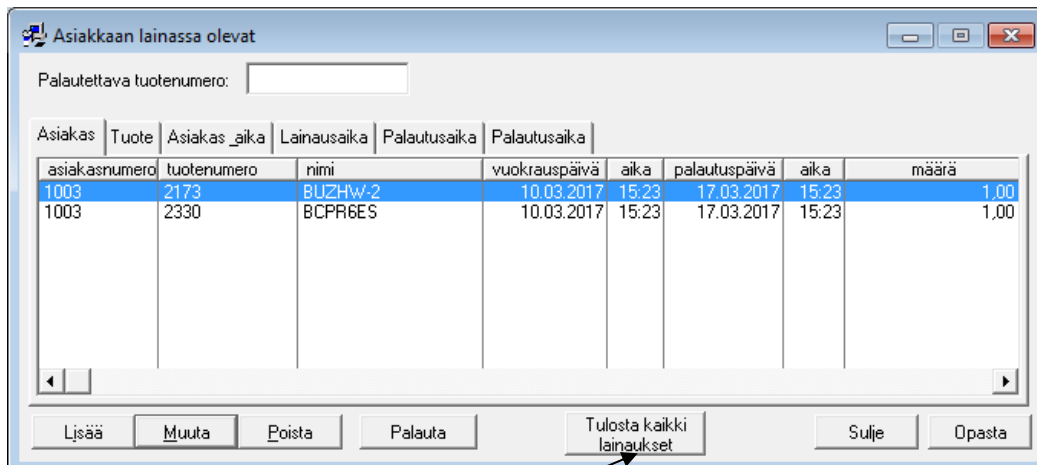 Asiakkaan lainassa olevat
Palautettava tuotenumero:
Asiakas Tuote Asiakas _aika Lainausaika Palautusaika Palautusaika
asiakasnumero tuotenumero nimi vuokrauspäivä aika palautuspäivä aika määrä
1003 2173 BUZHW-2 10.03.2017 15:23 17.03.2017 15:23 1,00
1003 2330 BCPR6ES 10.03.2017 15:23 17.03.2017 15:23 1,00
Lisää Muuta Poista Palauta Tulosta kaikki
lainaukset Sulje Opasta